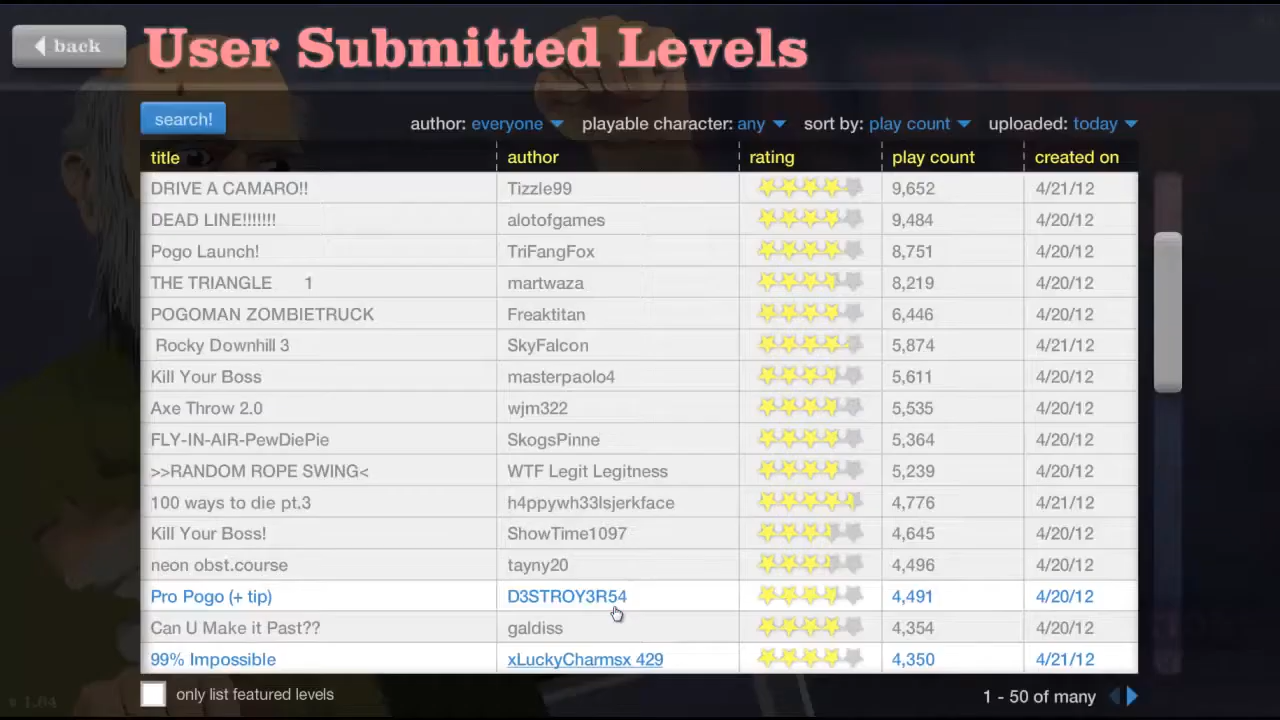 back
User Submitted Levels
search!
author: everyone playable character: any sort by: play count uploaded: today
title author rating play count created on
DRIVE A CAMARO!! Tizzle99 9,652 4/21/12
DEAD LINE!!!!!!! alotofgames 9,484 4/20/12
Pogo Launch! TriFangFox 8,751 4/20/12
THE TRIANGLE 1 martwaza 8,219 4/20/12
POGOMAN ZOMBIETRUCK Freaktitan 6,446 4/20/12
Rocky Downhill 3 SkyFalcon 5,874 4/21/12
Kill Your Boss masterpaolo4 5,611 4/20/12
Axe Throw 2.0 wjm322 5,535 4/20/12
FLY-IN-AIR-PewDiePie SkogsPinne 5,364 4/20/12
>>RANDOM ROPE SWING< WTF Legit Legitness 5,239 4/20/12
100 ways to die pt.3 h4ppywh33lsjerkface 4,776 4/21/12
Kill Your Boss! ShowTime1097 4,645 4/20/12
neon obst.course tayny20 4,496 4/20/12
Pro Pogo (+ tip) D3STROY3R54 4,491 4/20/12
Can U Make it Past?? galdiss 4,354 4/20/12
99% Impossible xLuckyCharmsx 429 4,350 4/21/12
only list featured levels 1 - 50 of many
v 1.64